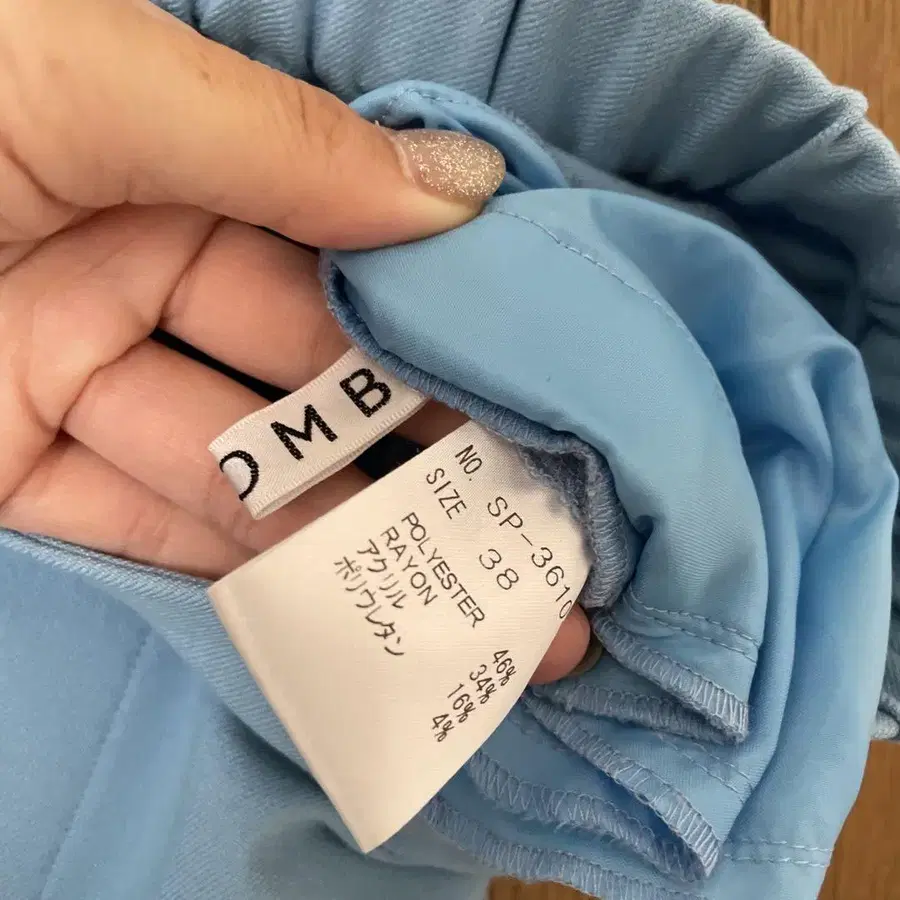 OMB
NO. SP-3610
SIZE 38
POLYESTER 46%
RAYON 34%
アクリル 16%
ポリウレタン 4%